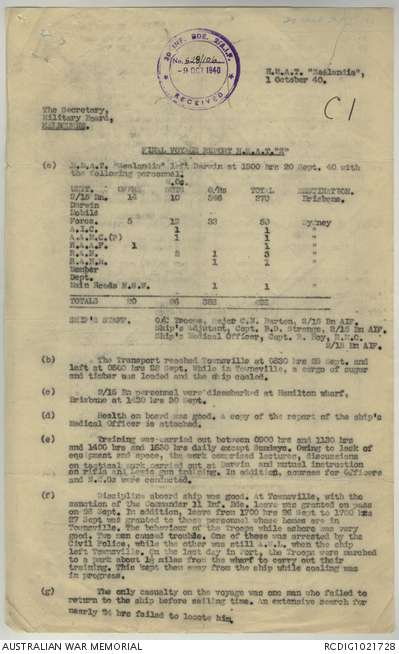 20 INF. BDE. 2/A.I.F.
-9 OCT 1940
RECEIVED
H.M.A.T. "Zealandia",
1 October 40.
C1
The Secretary,
Military Board,
MELBOURNE.
FINAL VOYAGE REPORT H.M.A.T. "Z"
(a) H.M.A.T. "Zealandia" left Darwin at 1800 hrs 20 Sept. 40 with
the following personnel.
UNIT. OFFRS W.Os. O/Rs TOTAL DESTINATION.
2/15 Bn. 14 10 346 370 Brisbane.
Darwin
Mobile
Force. 5 12 33 50 Sydney
A.I.C. 1 1 "
A.A.M.C.(P) 1 1 "
R.A.A.F. 1 1 "
R.A.N. 2 1 3 "
R.A.N.R. 1 1 "
Dept.
Main Roads N.S.W. 1 1 "
TOTALS 20 26
SHIP'S STAFF. O/C Troops, Major C.N. Barton, 2/15 Bn AIF.
Ship's Adjutant, Capt. B.D. Strange, 2/15 Bn AIF
Ship's Medical Officer, Capt. R. Hoy, R.M.O.
2/15 Bn AIF
(b) The Transport reached Townsville at 0830 25 Sept. and
left at 0500 hrs 28 Sept. While in Townsville, a cargo of sugar
and timber was loaded and the ship coaled.
(c) 2/15 Bn personnel were disembarked at Hamilton wharf,
Brisbane at 1430 hrs 30 Sept.
(d) Health on board was good, a copy of the report of the ship's
Medical Officer is attached.
(e) Training was carried out between 0900 hrs and 1130 hrs
and 1400 hrs and 1530 hrs daily except Sundays. Owing to lack of
equipment and space, the work comprised lectures, discussions
on tactical work carried out at Darwin and mutual instruction
in rifle and Lewis gun training. In addition, courses for Officers
and N.C.Os were conducted.
(f) Discipline aboard ship was good. At Townsville, with the
sanction of the Commander 11 Inf. Bde. leave was granted on pass
on 26 Sept. In addition, leave from 1700 hrs 26 Sept to 1700 hrs
27 Sept was granted to those personnel whose homes are in
Townsville. The behaviour of the Troops while ashore was very
good. Two men caused trouble. One of these was arrested by the
Civil Police, while the other was still A.W.L. when the ship
left Townsville. On the last day in Port, the Troops were marched
to a park about 1½ miles from the wharf to carry out their
training. This kept them away from the ship while coaling was
in progress.
(g) The only casualty on the voyage was one man who failed to
return to the ship before sailing time. An extensive search for
nearly 24 hrs failed to locate him.
AUSTRALIAN WAR MEMORIAL
RCDIG1021728